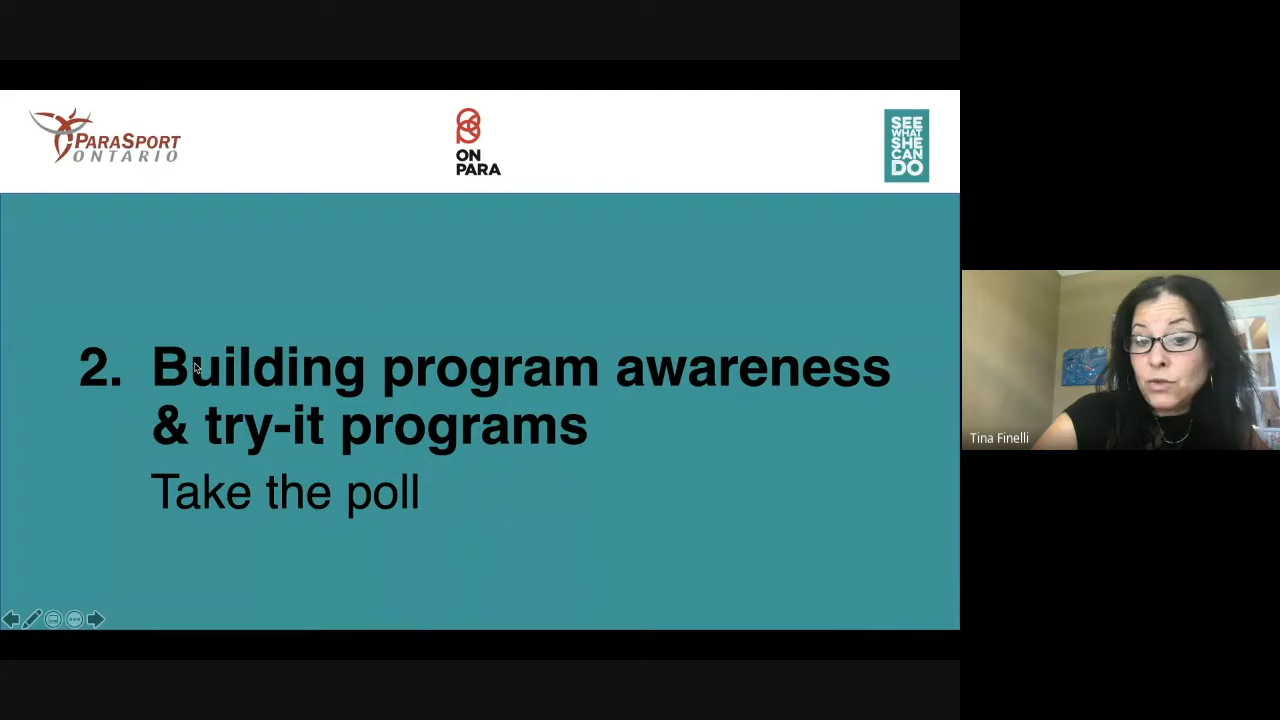 PARASPORT
ONTARIO
ON
PARA
SEE
WHAT
SHE
CAN
DO
2. Building program awareness
& try-it programs
Take the poll
Tina Finelli